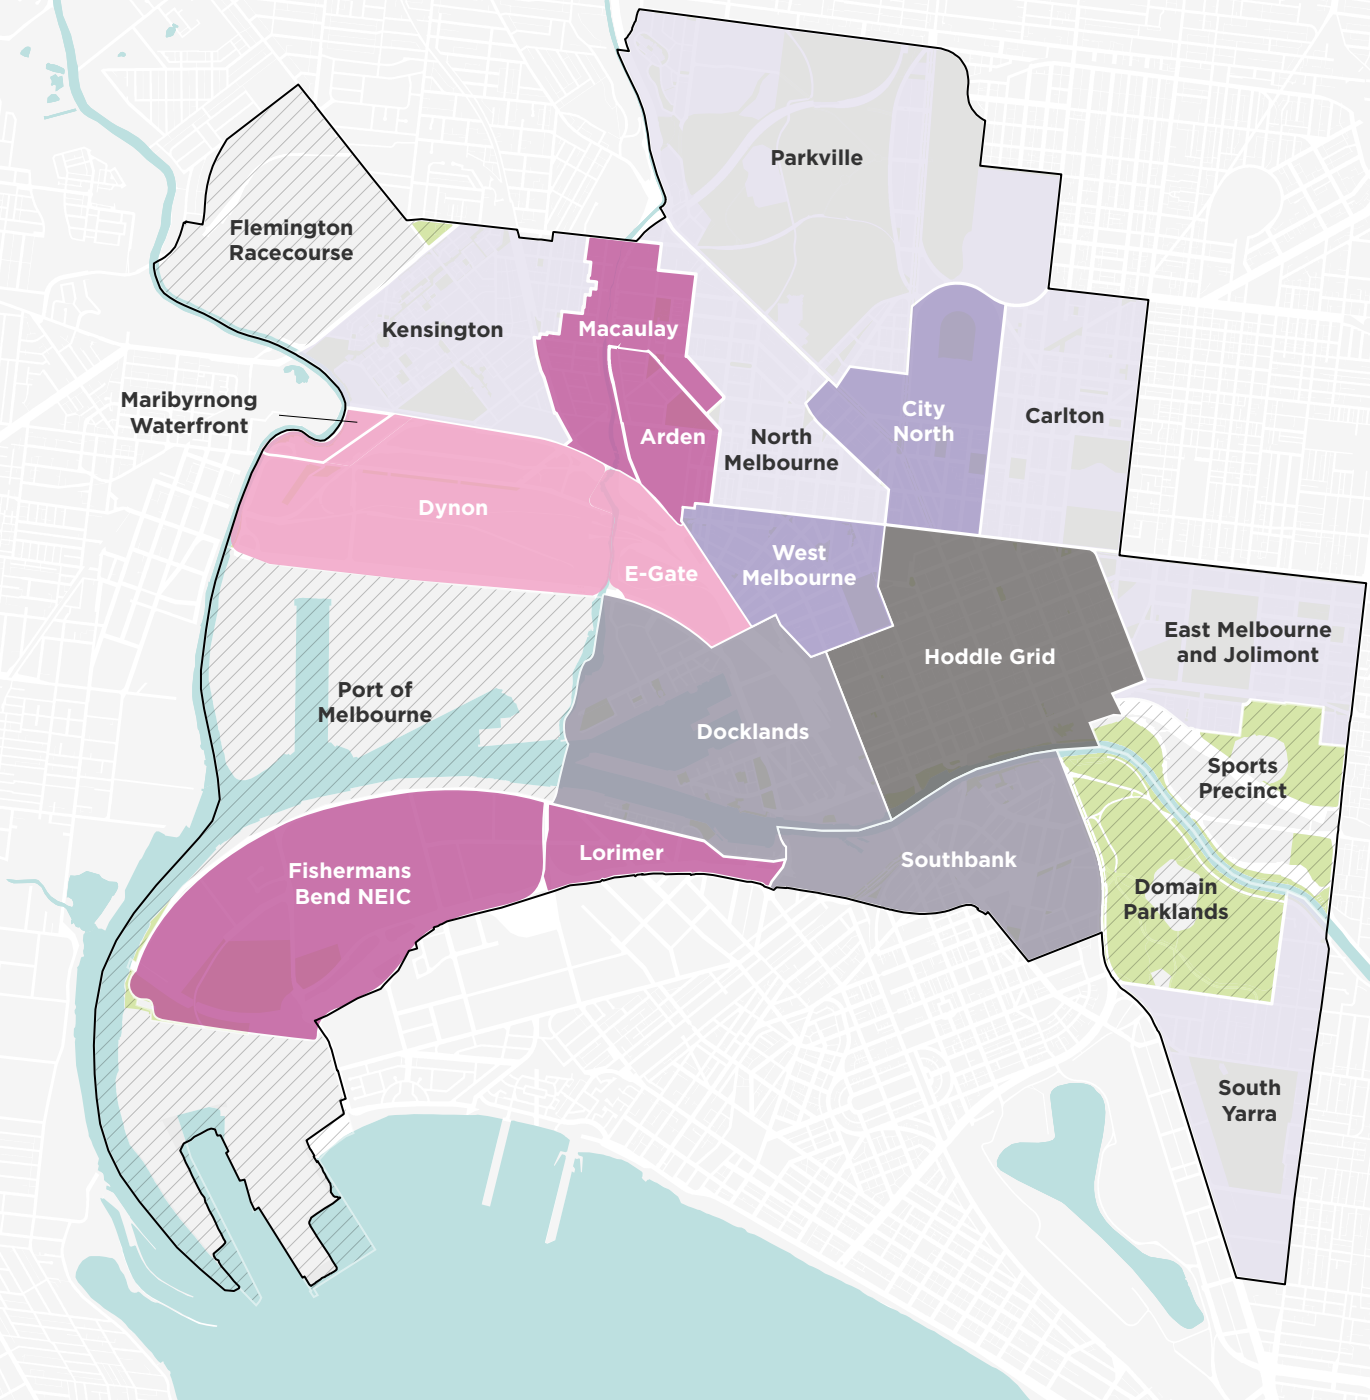 Parkville
Flemington
Racecourse
Kensington
Macaulay
Maribyrnong
Waterfront
Arden
North
Melbourne
City
North
Carlton
Dynon
E-Gate
West
Melbourne
Hoddle Grid
East Melbourne
and Jolimont
Port of
Melbourne
Docklands
Sports
Precinct
Fishermans
Bend NEIC
Lorimer
Southbank
Domain
Parklands
South
Yarra